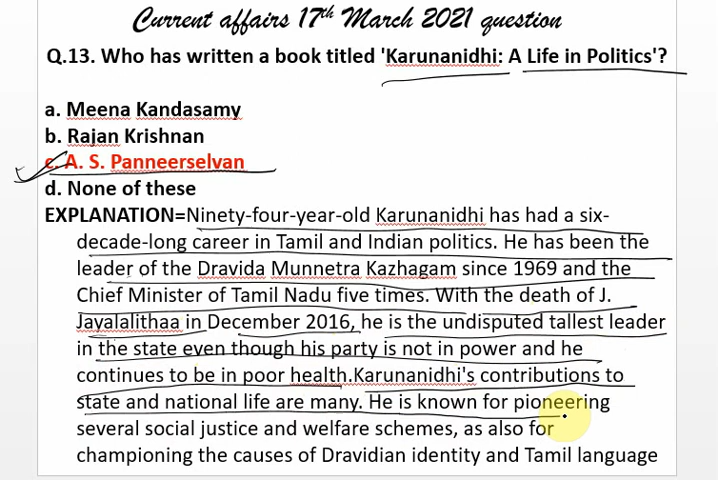 Current affairs 17th March 2021 question
Q.13. Who has written a book titled 'Karunanidhi: A Life in Politics'?
a. Meena Kandasamy
b. Rajan Krishnan
c. A. S. Panneerselvan
d. None of these
EXPLANATION=Ninety-four-year-old Karunanidhi has had a six-
decade-long career in Tamil and Indian politics. He has been the
leader of the Dravida Munnetra Kazhagam since 1969 and the
Chief Minister of Tamil Nadu five times. With the death of J.
Jayalalithaa in December 2016, he is the undisputed tallest leader
in the state even though his party is not in power and he
continues to be in poor health.Karunanidhi's contributions to
state and national life are many. He is known for pioneering
several social justice and welfare schemes, as also for
championing the causes of Dravidian identity and Tamil language